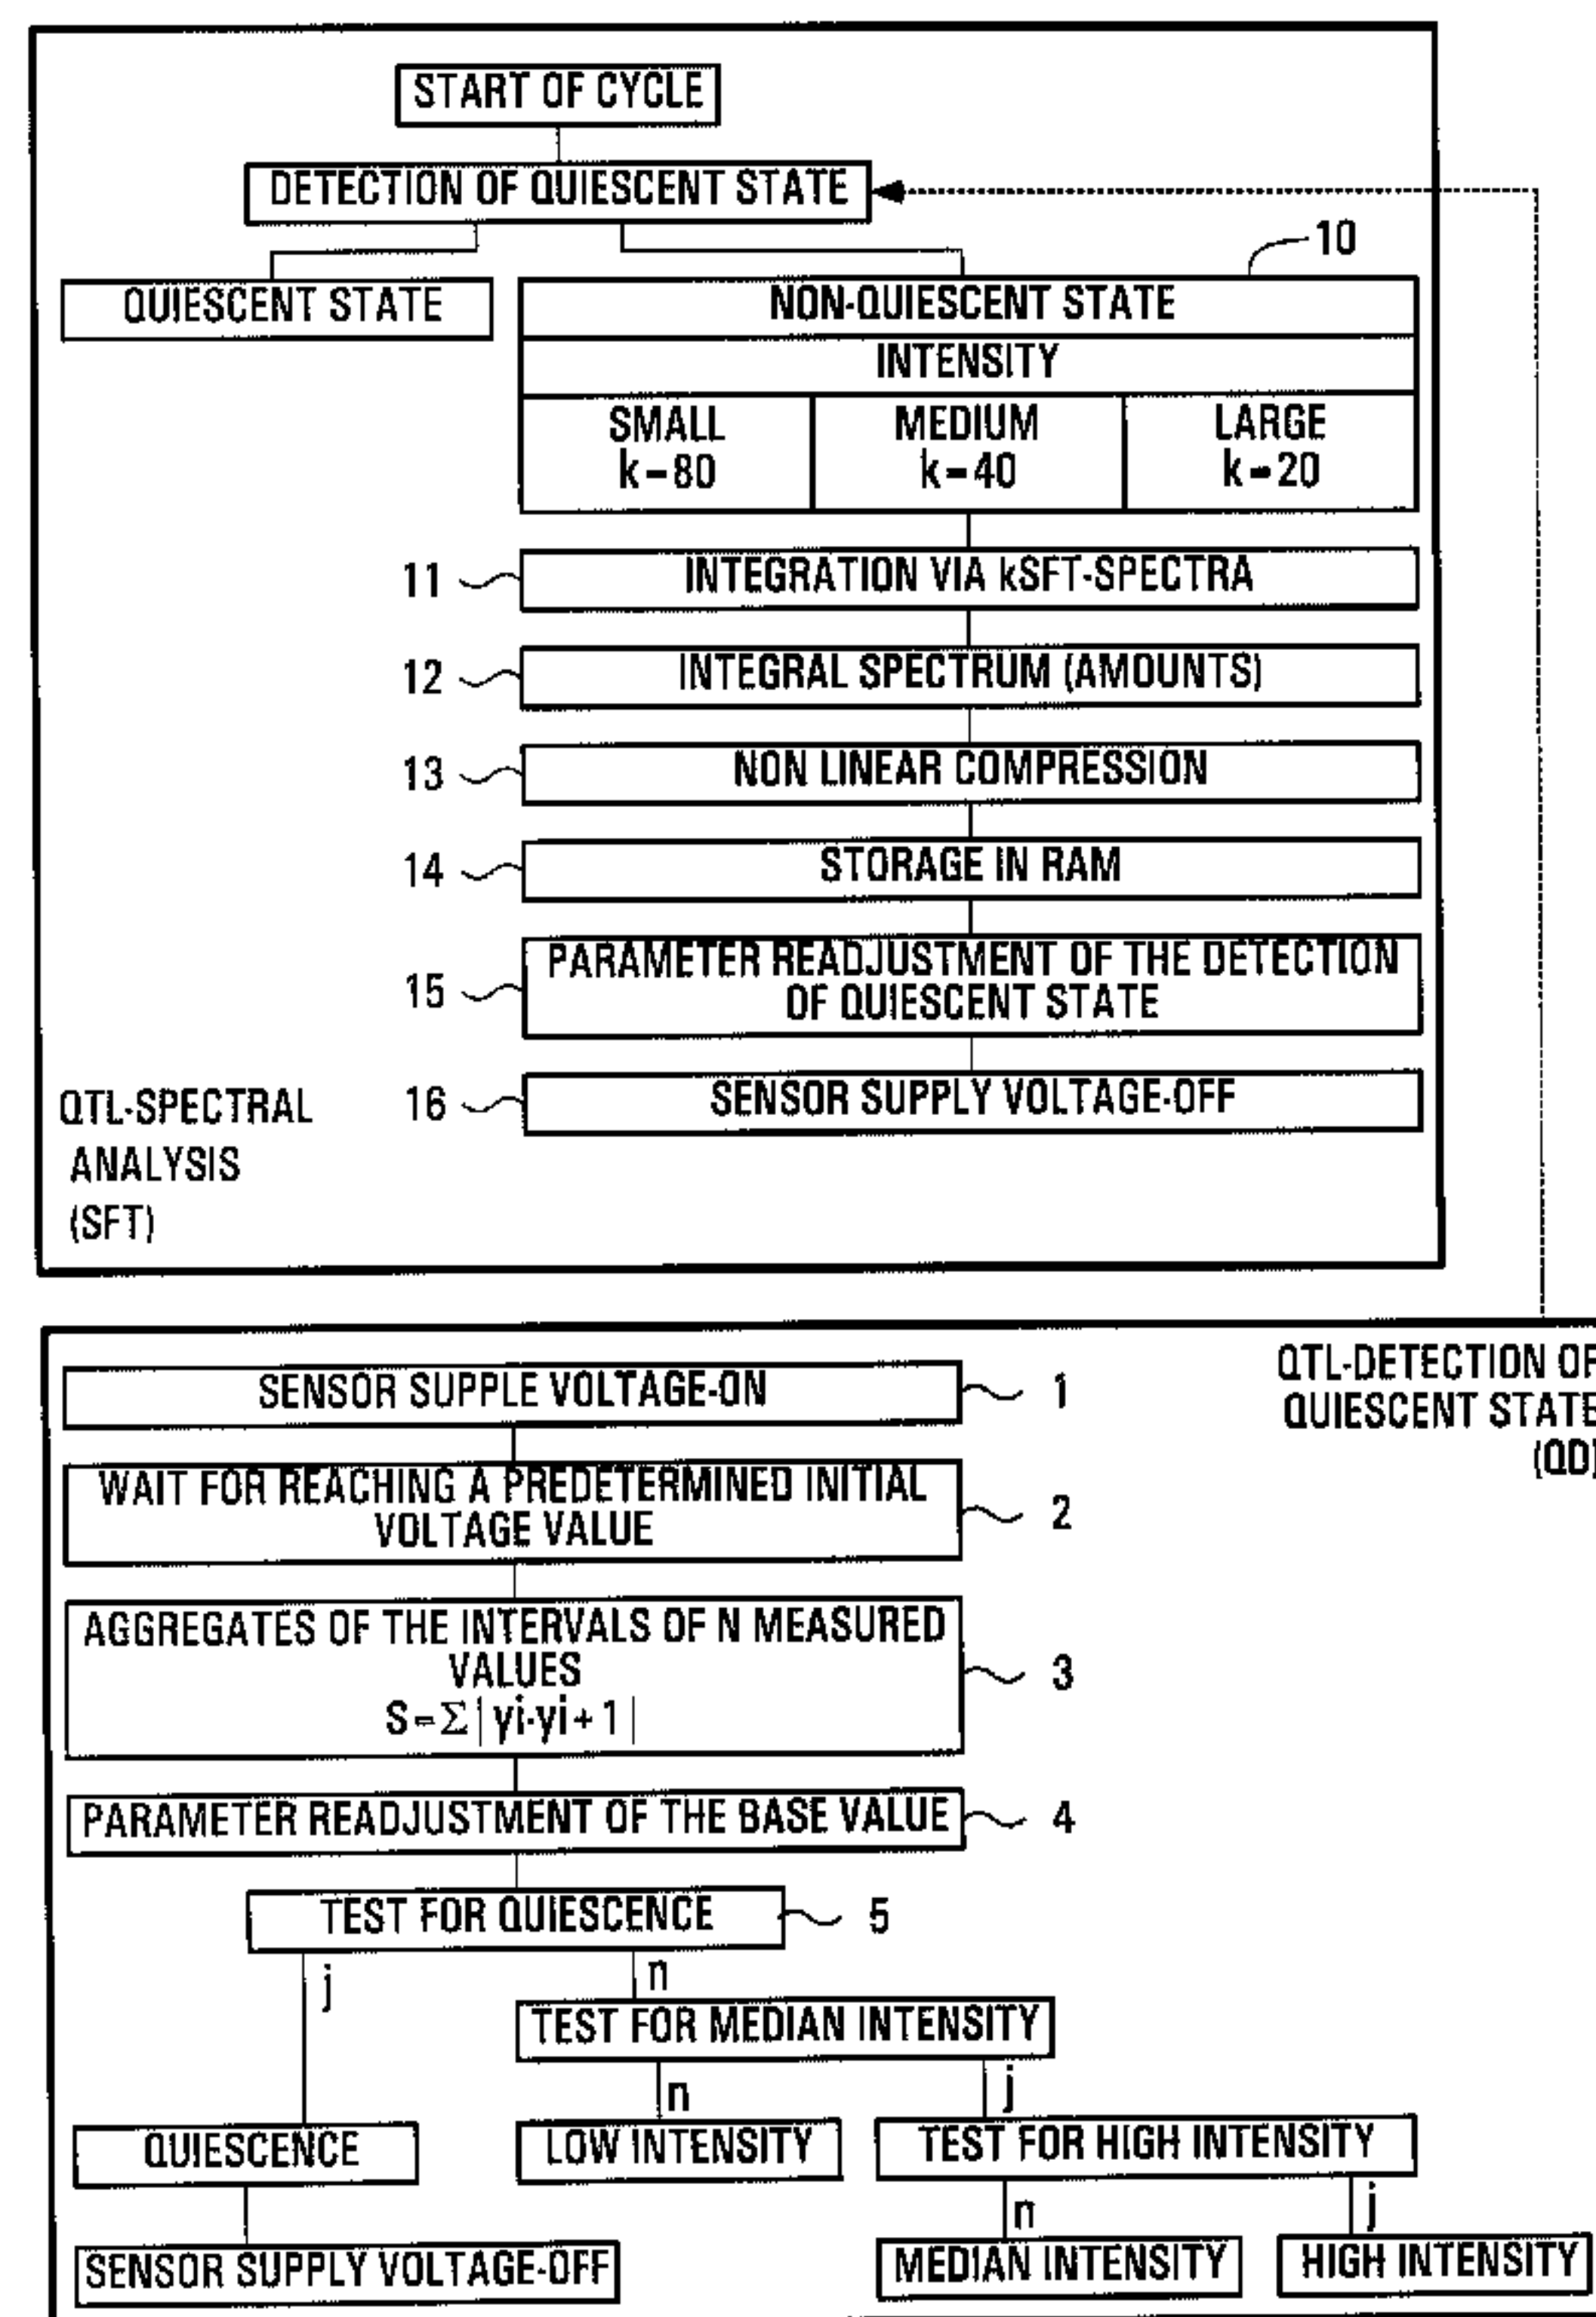 START OF CYCLE
DETECTION OF QUIESCENT STATE
10
QUIESCENT STATE
NON-QUIESCENT STATE
INTENSITY
SMALL
k=80
MEDIUM
k=40
LARGE
k=20
11
INTEGRATION VIA kSFT-SPECTRA
12
INTEGRAL SPECTRUM (AMOUNTS)
13
NON LINEAR COMPRESSION
14
STORAGE IN RAM
15
PARAMETER READJUSTMENT OF THE DETECTION
OF QUIESCENT STATE
16
SENSOR SUPPLY VOLTAGE-OFF
QTL-SPECTRAL
ANALYSIS
(SFT)
QTL-DETECTION OF
QUIESCENT STATE
(QD)
SENSOR SUPPLE VOLTAGE-ON
1
WAIT FOR REACHING A PREDETERMINED INITIAL
VOLTAGE VALUE
2
AGGREGATES OF THE INTERVALS OF N MEASURED
VALUES
S=Σ|yi-yi+1|
3
PARAMETER READJUSTMENT OF THE BASE VALUE
4
TEST FOR QUIESCENCE
5
j
n
TEST FOR MEDIAN INTENSITY
n
j
QUIESCENCE
LOW INTENSITY
TEST FOR HIGH INTENSITY
n
j
SENSOR SUPPLY VOLTAGE-OFF
MEDIAN INTENSITY
HIGH INTENSITY